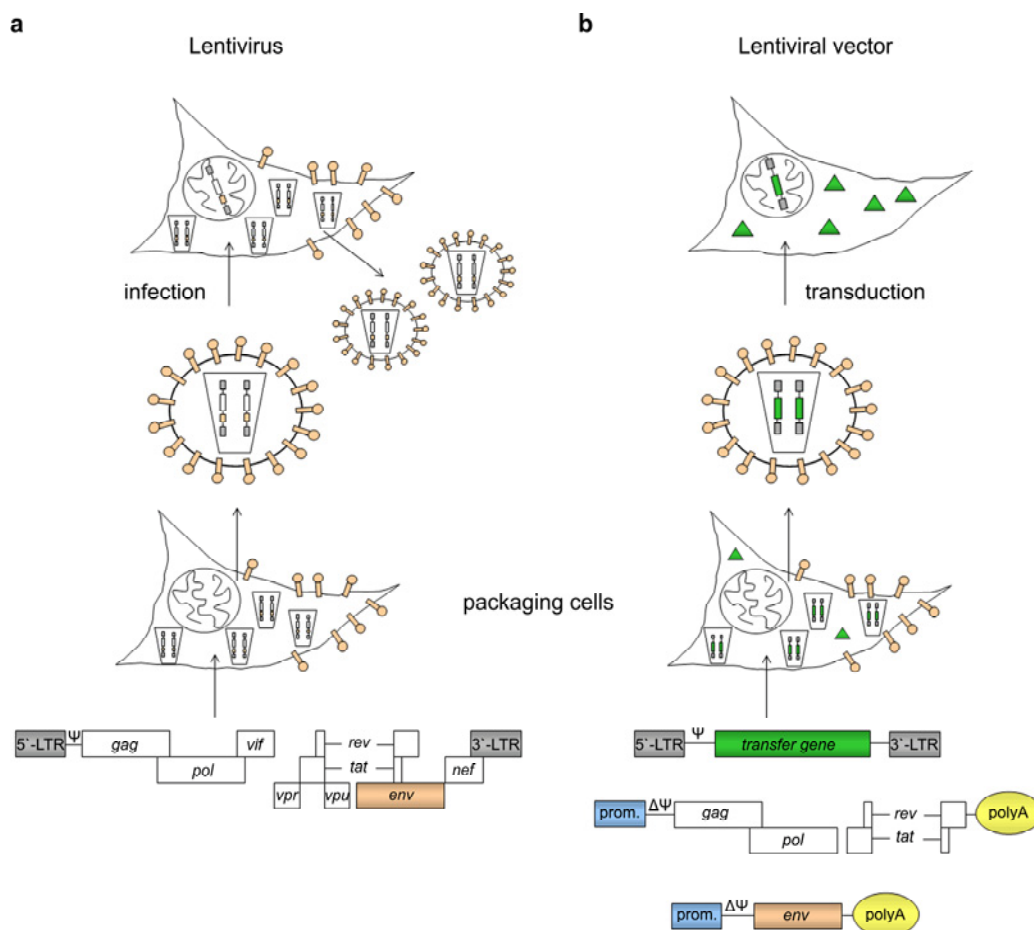 a
Lentivirus
infection
5`-LTR Ψ gag vif rev 3`-LTR
pol tat nef
vpr vpu env
packaging cells
b
Lentiviral vector
transduction
5`-LTR Ψ transfer gene 3`-LTR
prom. ΔΨ gag rev polyA
pol tat
prom. ΔΨ env polyA